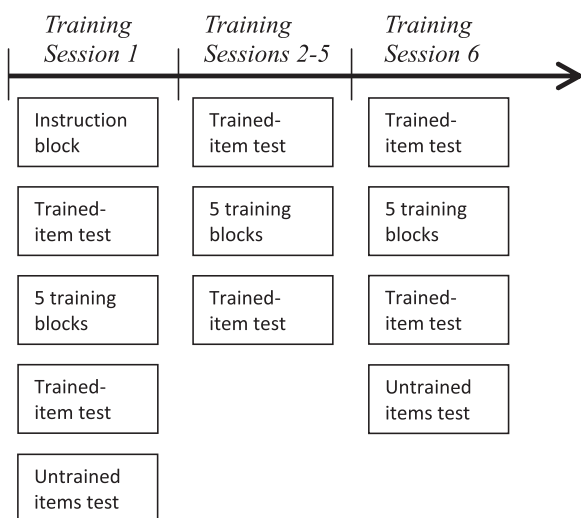 Training
Session 1
Training
Sessions 2-5
Training
Session 6
Instruction
block
Trained-
item test
5 training
blocks
Trained-
item test
Untrained
items test
Trained-
item test
5 training
blocks
Trained-
item test
Trained-
item test
5 training
blocks
Trained-
item test
Untrained
items test